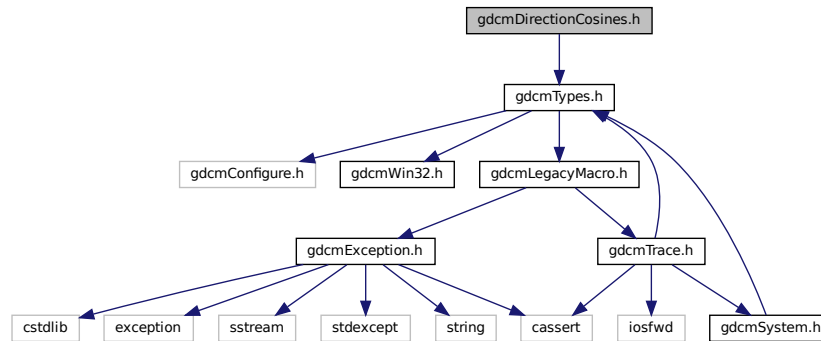 gdcmDirectionCosines.h
gdcmTypes.h
gdcmConfigure.h
gdcmWin32.h
gdcmLegacyMacro.h
gdcmException.h
gdcmTrace.h
cstdlib
exception
sstream
stdexcept
string
cassert
iosfwd
gdcmSystem.h